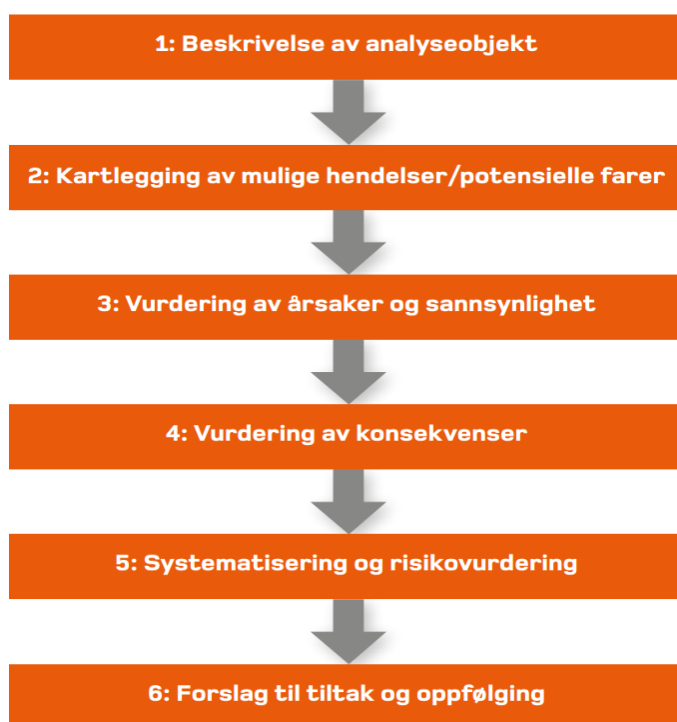 1: Beskrivelse av analyseobjekt
2: Kartlegging av mulige hendelser/potensielle farer
3: Vurdering av årsaker og sannsynlighet
4: Vurdering av konsekvenser
5: Systematisering og risikovurdering
6: Forslag til tiltak og oppfølging